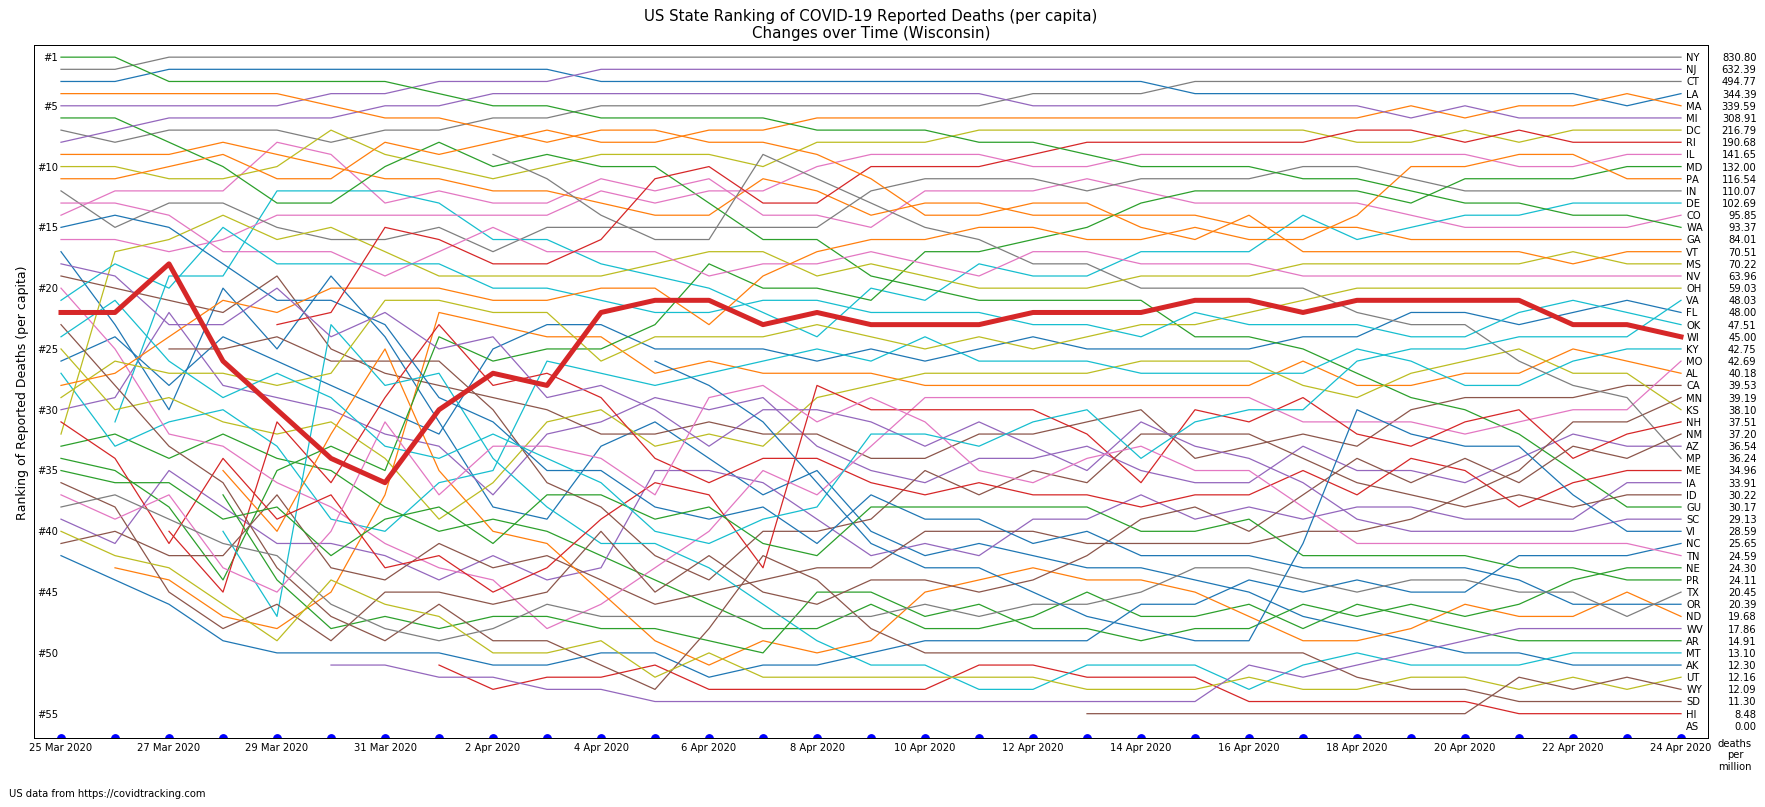 US State Ranking of COVID-19 Reported Deaths (per capita)
Changes over Time (Wisconsin)
Ranking of Reported Deaths (per capita)
#1
#5
#10
#15
#20
#25
#30
#35
#40
#45
#50
#55
NY 830.80
NJ 632.39
CT 494.77
LA 344.39
MA 339.59
MI 308.91
DC 216.79
RI 190.68
IL 141.65
MD 132.00
PA 116.54
IN 110.07
DE 102.69
CO 95.85
WA 93.37
GA 84.01
VT 70.51
MS 70.22
NV 63.96
OH 59.03
VA 48.03
FL 48.00
OK 47.51
WI 45.00
KY 42.75
MO 42.69
AL 40.18
CA 39.53
MN 39.19
KS 38.10
NH 37.51
NM 37.20
AZ 36.54
MP 36.24
ME 34.96
IA 33.91
ID 30.22
GU 30.17
SC 29.13
VI 28.59
NC 25.65
TN 24.59
NE 24.30
PR 24.11
TX 20.45
OR 20.39
ND 19.68
WV 17.86
AR 14.91
MT 13.10
AK 12.30
UT 12.16
WY 12.09
SD 11.30
HI 8.48
AS 0.00
25 Mar 2020 27 Mar 2020 29 Mar 2020 31 Mar 2020 2 Apr 2020 4 Apr 2020 6 Apr 2020 8 Apr 2020 10 Apr 2020 12 Apr 2020 14 Apr 2020 16 Apr 2020 18 Apr 2020 20 Apr 2020 22 Apr 2020 24 Apr 2020
deaths
per
million
US data from https://covidtracking.com